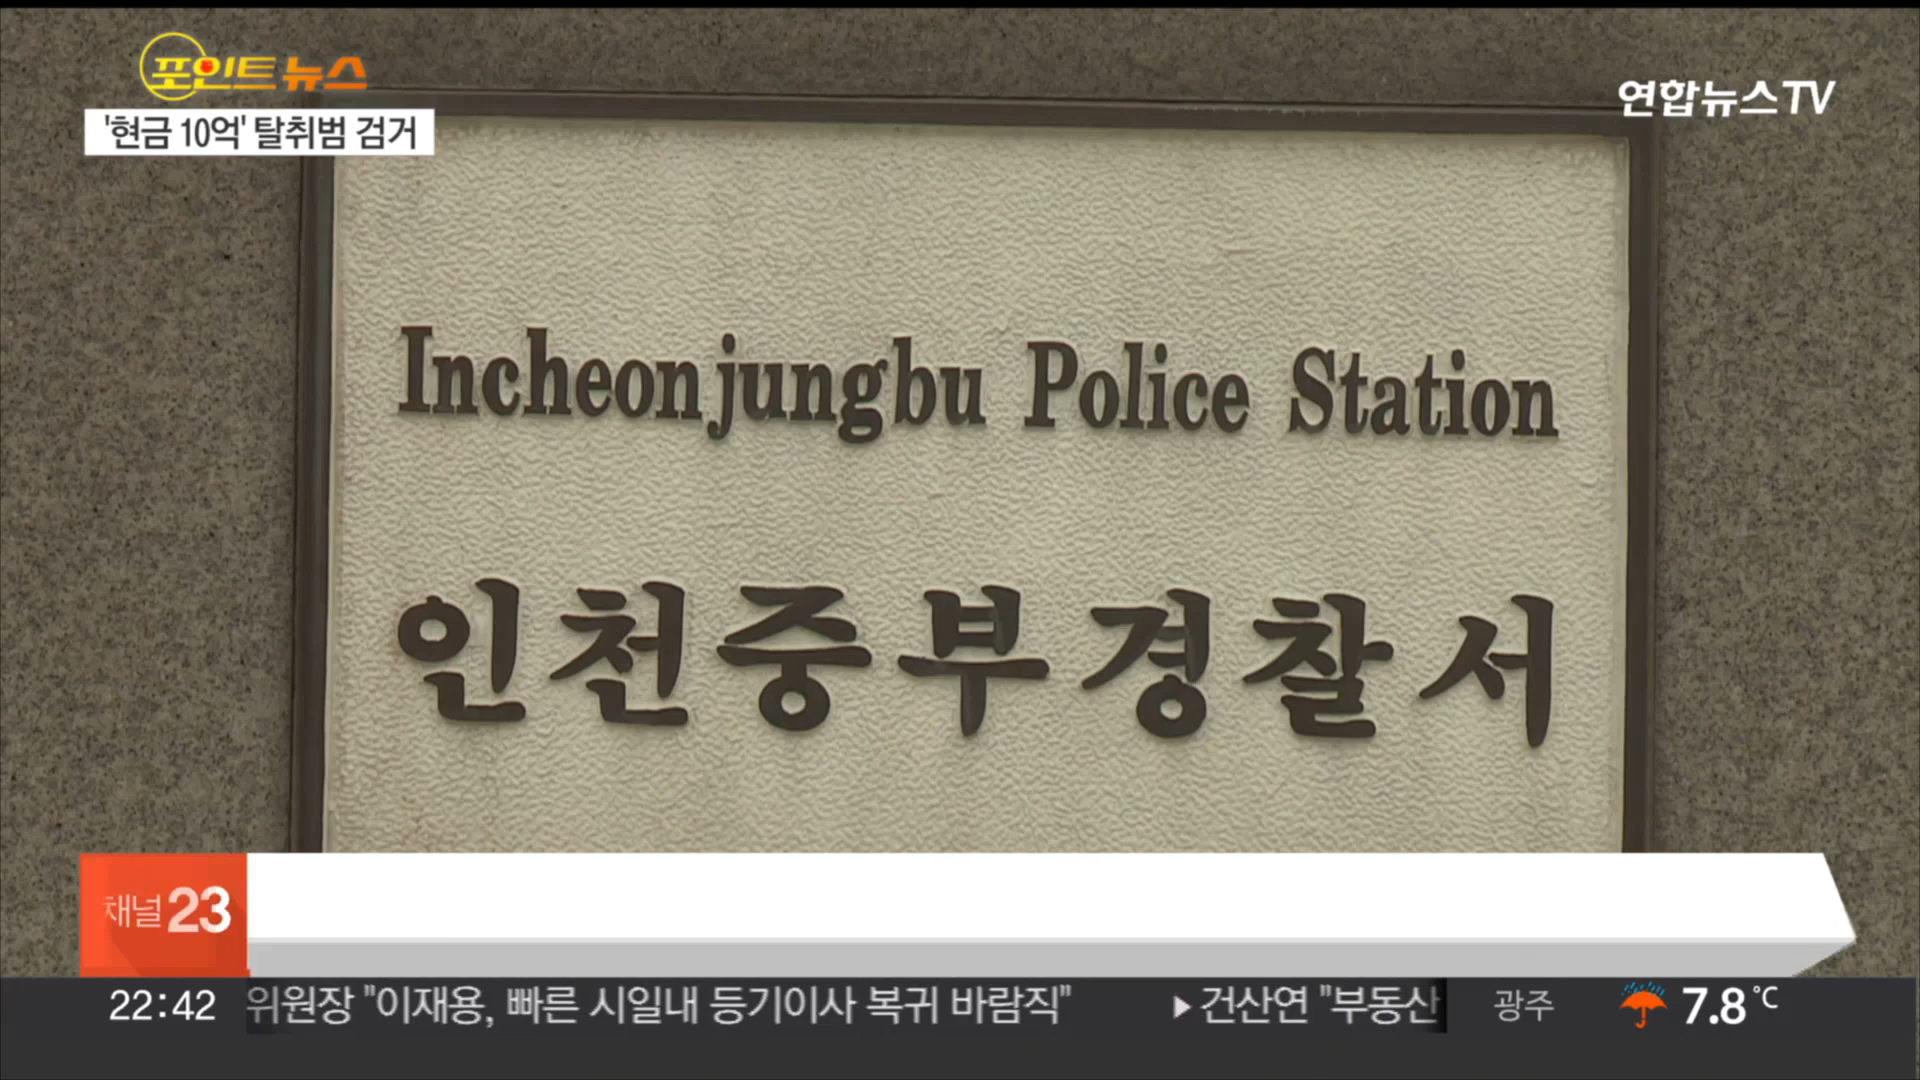 포인트뉴스
연합뉴스TV
'현금 10억' 탈취범 검거
Incheonjungbu Police Station
인천중부경찰서
채널 23
22:42 위원장 "이재용, 빠른 시일내 등기이사 복귀 바람직" ▶건산연 "부동산 광주 7.8℃